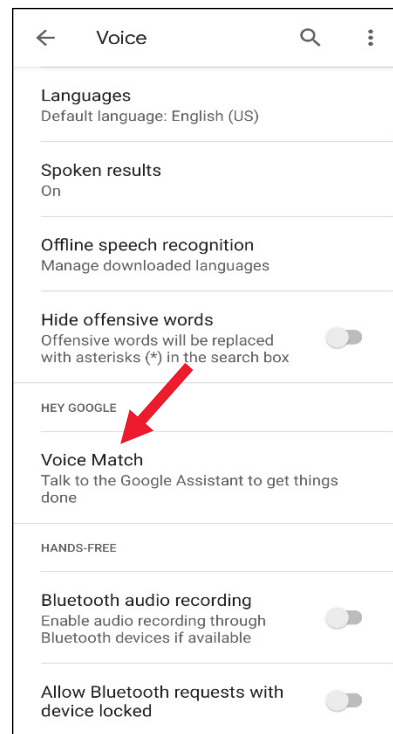 Voice
Languages
Default language: English (US)
Spoken results
On
Offline speech recognition
Manage downloaded languages
Hide offensive words
Offensive words will be replaced
with asterisks (*) in the search box
HEY GOOGLE
Voice Match
Talk to the Google Assistant to get things
done
HANDS-FREE
Bluetooth audio recording
Enable audio recording through
Bluetooth devices if available
Allow Bluetooth requests with
device locked